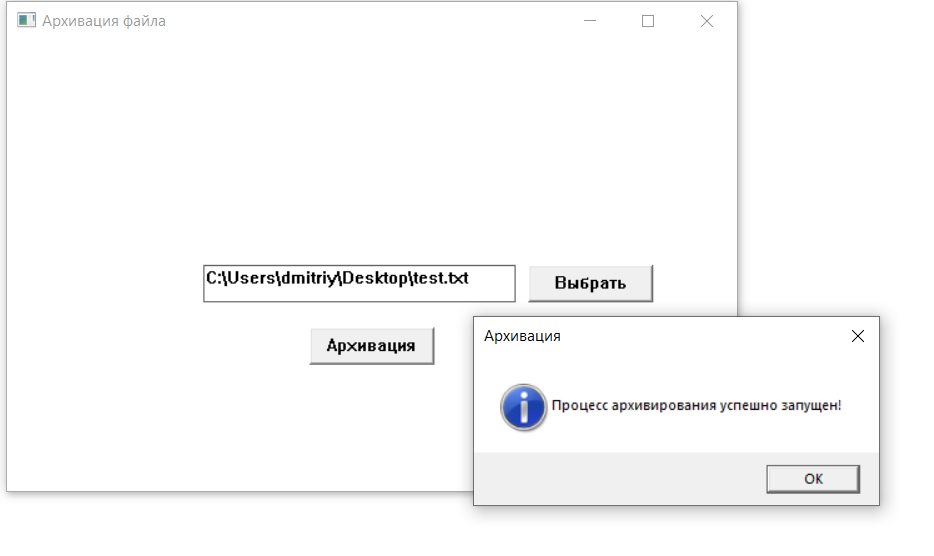 Архивация файла
C:\Users\dmitriy\Desktop\test.txt
Выбрать
Архивация
Архивация
Процесс архивирования успешно запущен!
OK